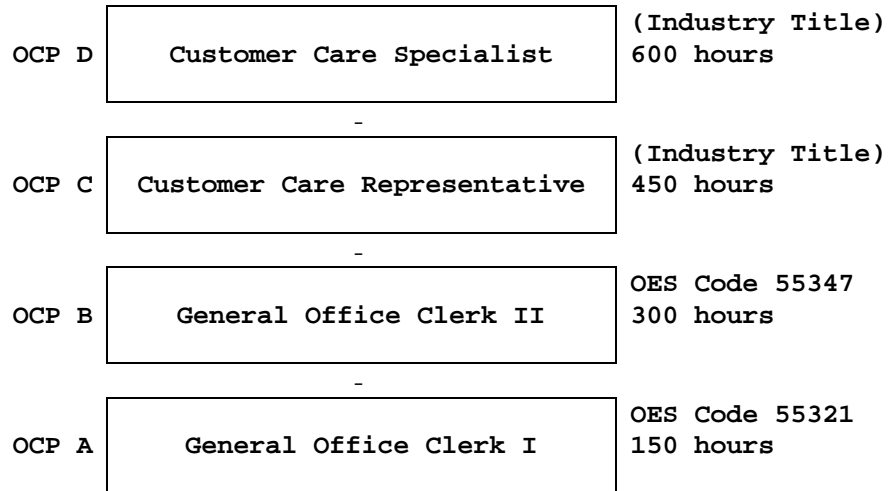 (Industry Title)
OCP D Customer Care Specialist 600 hours
-
(Industry Title)
OCP C Customer Care Representative 450 hours
-
OES Code 55347
OCP B General Office Clerk II 300 hours
-
OES Code 55321
OCP A General Office Clerk I 150 hours